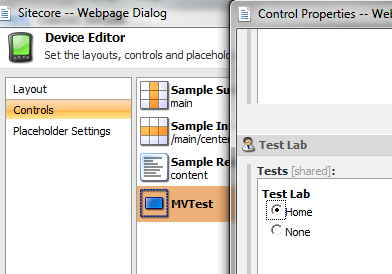 Sitecore -- Webpage Dialog
Device Editor
Set the layouts, controls and placehold
Layout
Controls
Placeholder Settings
Sample Su
main
Sample In
/main/cente
Sample Re
content
MVTest
Control Properties -- W
Test Lab
Tests [shared]:
Test Lab
Home
None